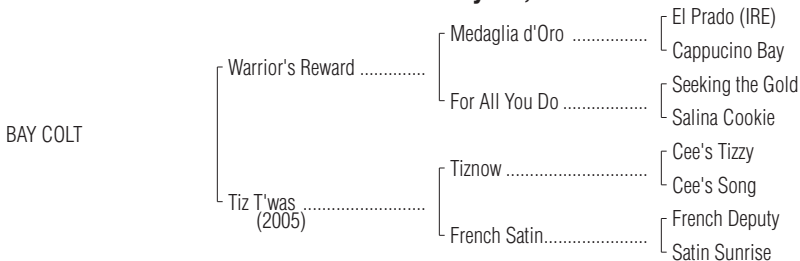 El Prado (IRE)
Medaglia d'Oro ................
Cappucino Bay
Warrior's Reward ..............
Seeking the Gold
For All You Do ..................
Salina Cookie
BAY COLT
Cee's Tizzy
Tiznow ..............................
Cee's Song
Tiz T'was ..........................
(2005)
French Deputy
French Satin......................
Satin Sunrise